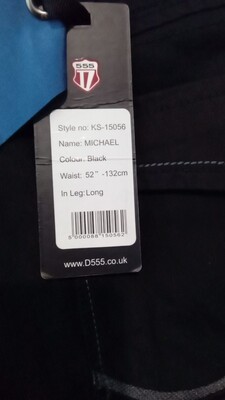 555
Style no: KS-15056
Name: MICHAEL
Colour: Black
Waist: 52" -132cm
In Leg:Long
5 000088 150562
www.D555.co.uk